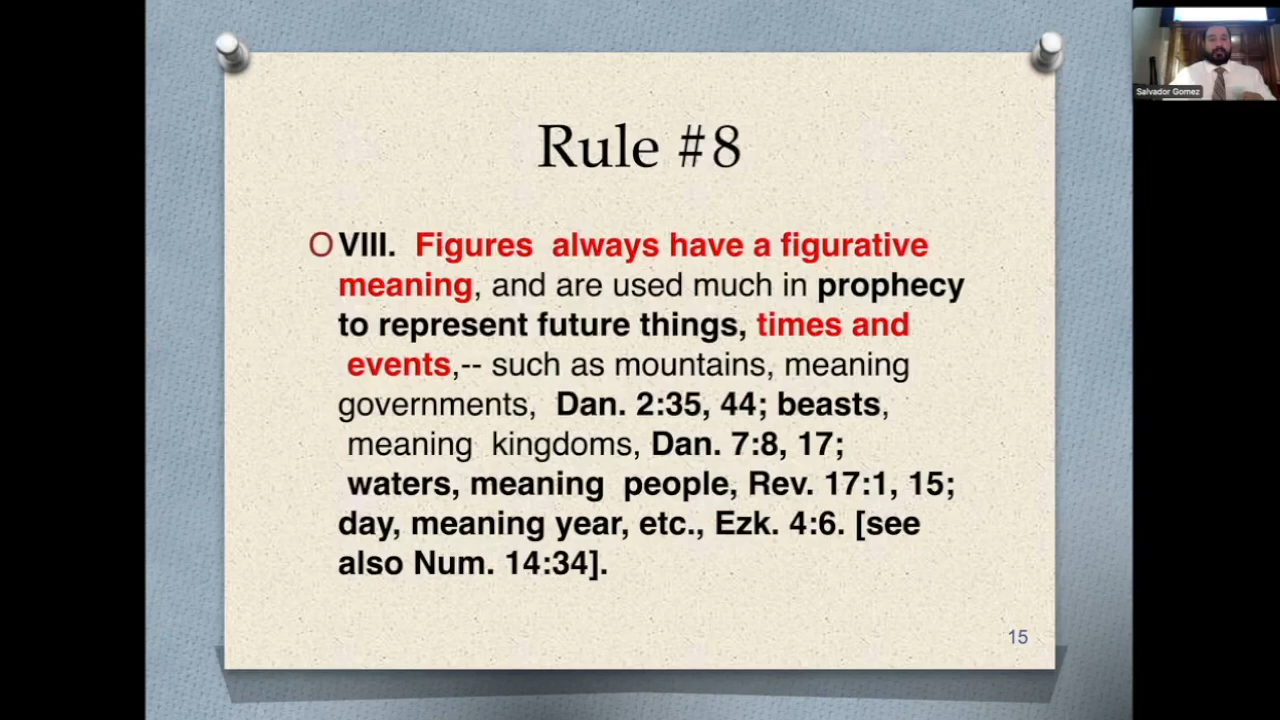 Rule #8
O VIII. Figures always have a figurative
meaning, and are used much in prophecy
to represent future things, times and
events,-- such as mountains, meaning
governments, Dan. 2:35, 44; beasts,
meaning kingdoms, Dan. 7:8, 17;
waters, meaning people, Rev. 17:1, 15;
day, meaning year, etc., Ezk. 4:6. [see
also Num. 14:34].
15
Salvador Gomez